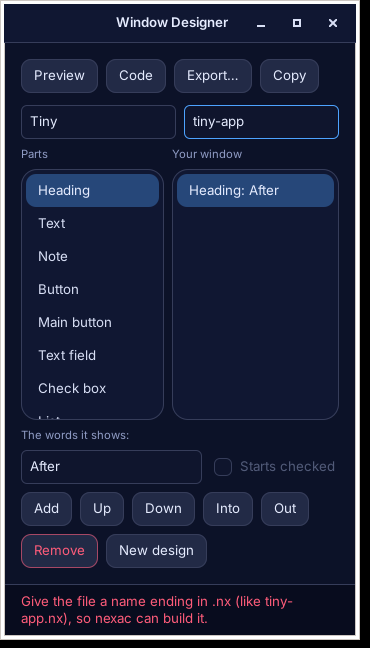 Window Designer
Preview Code Export... Copy
Tiny tiny-app
Parts Your window
Heading Heading: After
Text
Note
Button
Main button
Text field
Check box
The words it shows:
After Starts checked
Add Up Down Into Out
Remove New design
Give the file a name ending in .nx (like tiny-
app.nx), so nexac can build it.